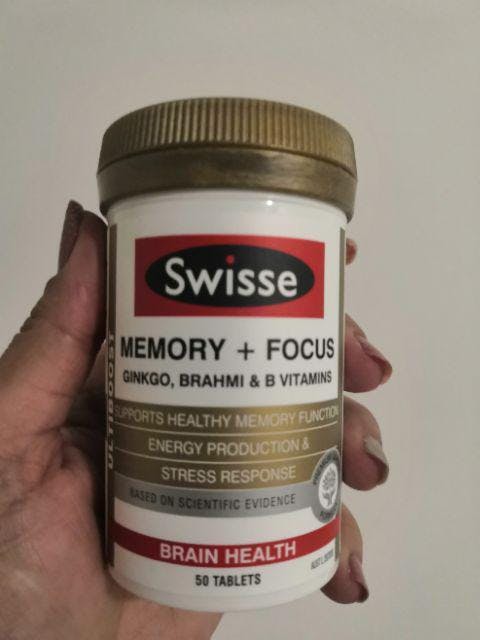 Swisse
MEMORY + FOCUS
GINKGO, BRAHMI & B VITAMINS
SUPPORTS HEALTHY MEMORY FUNCTION
ENERGY PRODUCTION &
STRESS RESPONSE
BASED ON SCIENTIFIC EVIDENCE
BRAIN HEALTH
50 TABLETS
ULTIBOOST